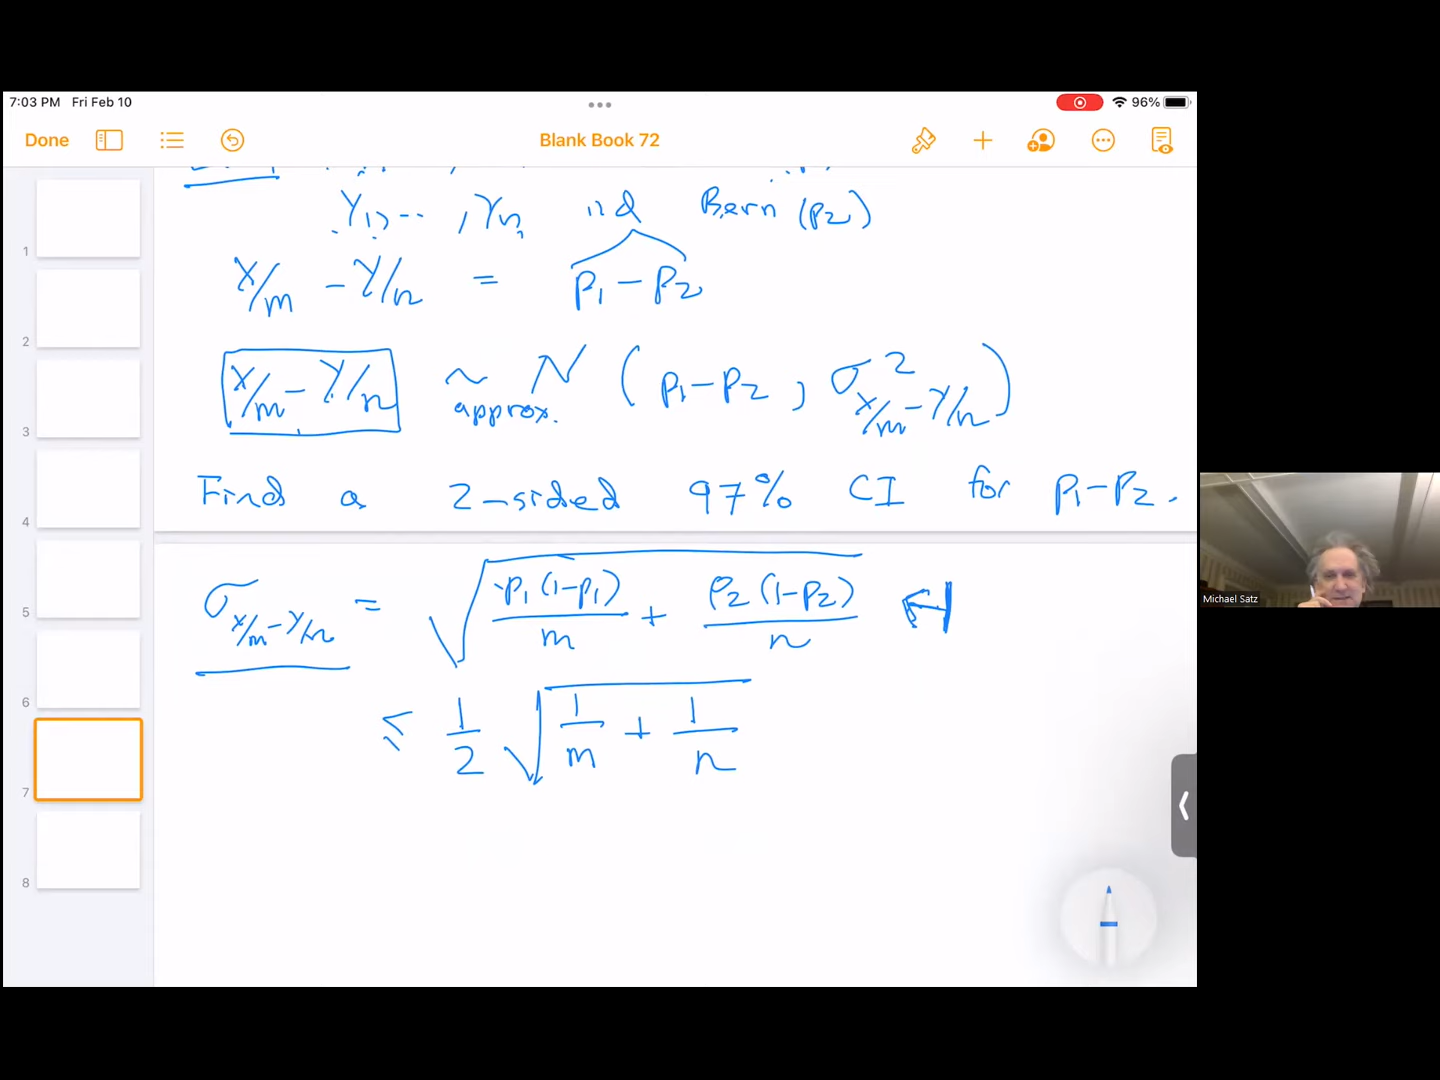 7:03 PM Fri Feb 10
96%
Done
Blank Book 72
Y₁, ..., Yₙ iid Bern (p₂)
X/m - Y/n = p₁ - p₂
X/m - Y/n ~ N (p₁ - p₂, σ²_{X/m - Y/n})
approx.
Find a 2-sided 97% CI for p₁ - p₂.
σ_{X/m - Y/n} = √(p₁(1-p₁)/m + p₂(1-p₂)/n) ←
≤ 1/2 √(1/m + 1/n)
1
2
3
4
5
6
7
8
Michael Satz